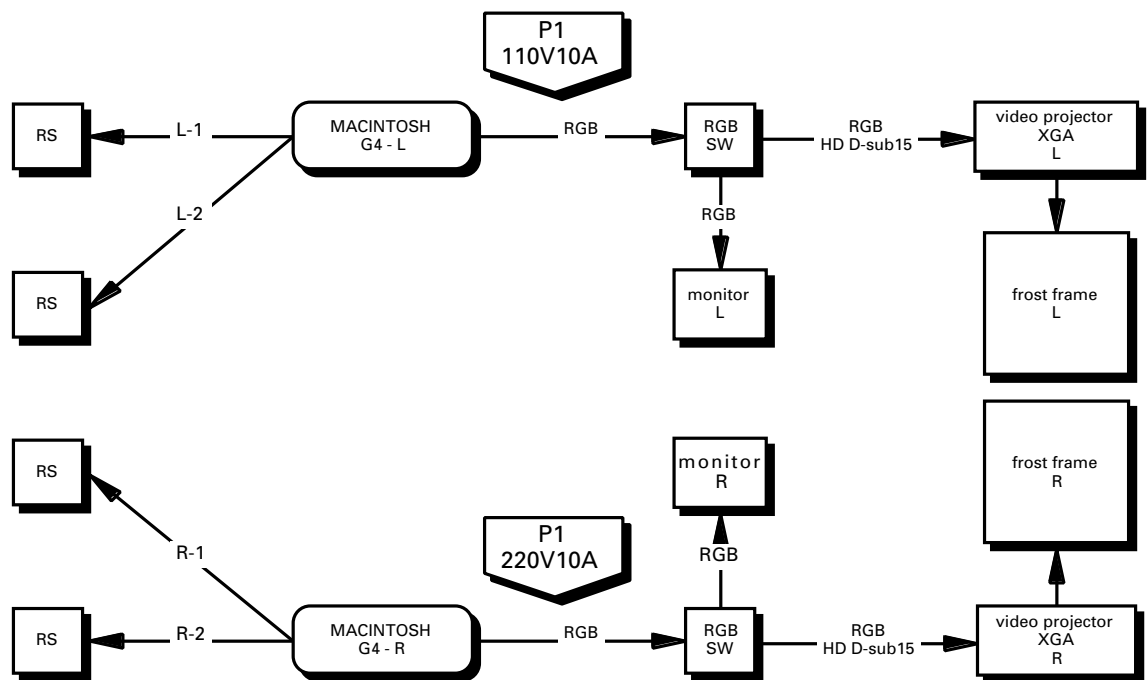 P1
110V10A
RS
L-1
MACINTOSH
G4 - L
RGB
RGB
SW
RGB
HD D-sub15
video projector
XGA
L
L-2
RGB
RS
monitor
L
frost frame
L
RS
monitor
R
frost frame
R
R-1
P1
220V10A
RGB
RS
R-2
MACINTOSH
G4 - R
RGB
RGB
SW
RGB
HD D-sub15
video projector
XGA
R